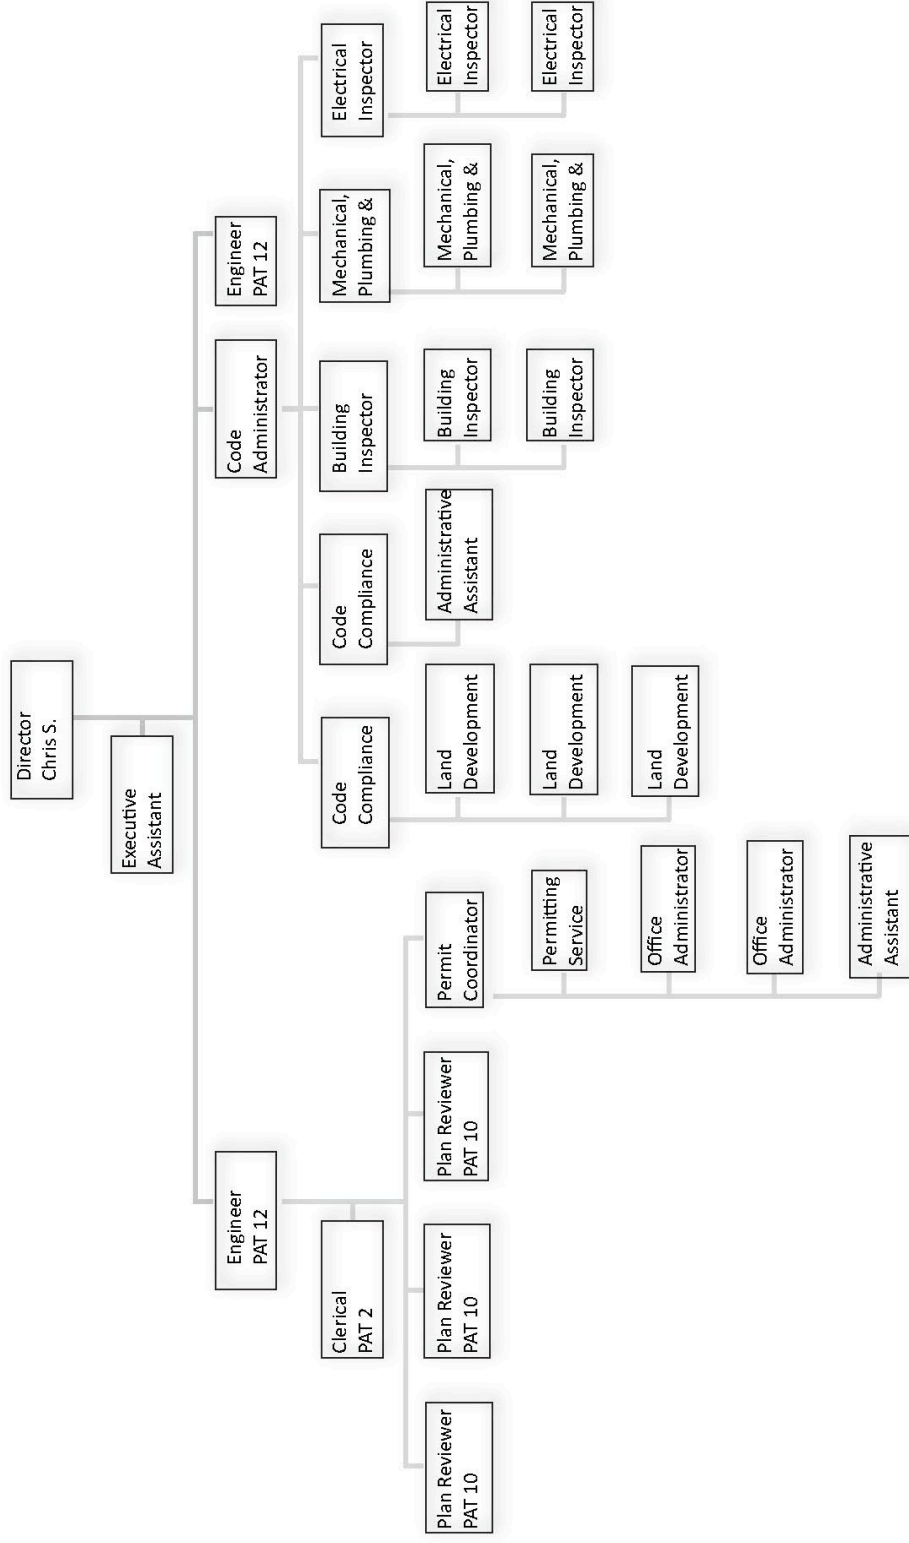 Director
Chris S.
Executive
Assistant
Engineer
PAT 12
Code
Administrator
Engineer
PAT 12
Clerical
PAT 2
Plan Reviewer
PAT 10
Plan Reviewer
PAT 10
Plan Reviewer
PAT 10
Permit
Coordinator
Permitting
Service
Office
Administrator
Office
Administrator
Administrative
Assistant
Code
Compliance
Land
Development
Land
Development
Land
Development
Code
Compliance
Administrative
Assistant
Building
Inspector
Building
Inspector
Building
Inspector
Mechanical,
Plumbing &
Mechanical,
Plumbing &
Mechanical,
Plumbing &
Electrical
Inspector
Electrical
Inspector
Electrical
Inspector